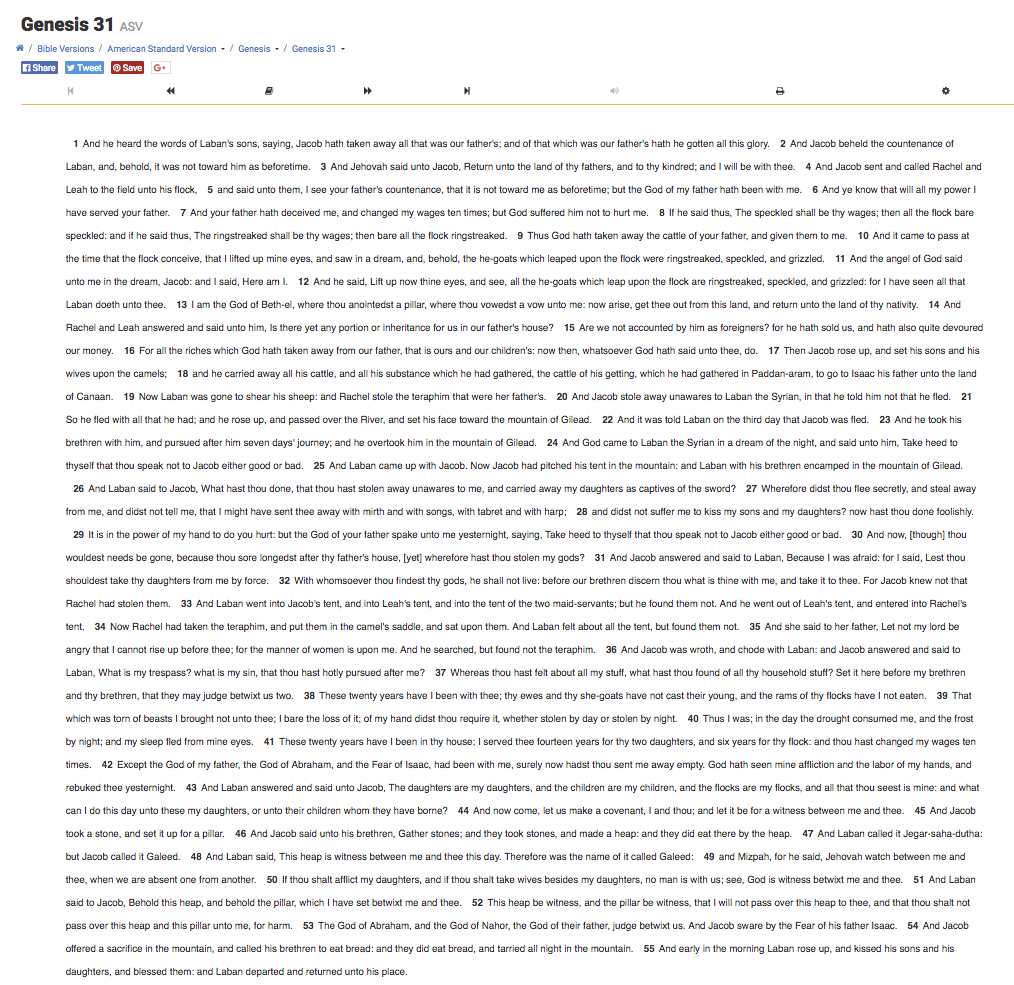 Genesis 31 ASV
/ Bible Versions / American Standard Version / Genesis / Genesis 31
Share Tweet Save G+
1 And he heard the words of Laban's sons, saying, Jacob hath taken away all that was our father's; and of that which was our father's hath he gotten all this glory. 2 And Jacob beheld the countenance of
Laban, and, behold, it was not toward him as beforetime. 3 And Jehovah said unto Jacob, Return unto the land of thy fathers, and to thy kindred; and I will be with thee. 4 And Jacob sent and called Rachel and
Leah to the field unto his flock, 5 and said unto them, I see your father's countenance, that it is not toward me as beforetime; but the God of my father hath been with me. 6 And ye know that will all my power I
have served your father. 7 And your father hath deceived me, and changed my wages ten times; but God suffered him not to hurt me. 8 If he said thus, The speckled shall be thy wages; then all the flock bare
speckled: and if he said thus, The ringstreaked shall be thy wages; then bare all the flock ringstreaked. 9 Thus God hath taken away the cattle of your father, and given them to me. 10 And it came to pass at
the time that the flock conceive, that I lifted up mine eyes, and saw in a dream, and, behold, the he-goats which leaped upon the flock were ringstreaked, speckled, and grizzled. 11 And the angel of God said
unto me in the dream, Jacob: and I said, Here am I. 12 And he said, Lift up now thine eyes, and see, all the he-goats which leap upon the flock are ringstreaked, speckled, and grizzled: for I have seen all that
Laban doeth unto thee. 13 I am the God of Beth-el, where thou anointedst a pillar, where thou vowedst a vow unto me: now arise, get thee out from this land, and return unto the land of thy nativity. 14 And
Rachel and Leah answered and said unto him, Is there yet any portion or inheritance for us in our father's house? 15 Are we not accounted by him as foreigners? for he hath sold us, and hath also quite devoured
our money. 16 For all the riches which God hath taken away from our father, that is ours and our children's: now then, whatsoever God hath said unto thee, do. 17 Then Jacob rose up, and set his sons and his
wives upon the camels; 18 and he carried away all his cattle, and all his substance which he had gathered, the cattle of his getting, which he had gathered in Paddan-aram, to go to Isaac his father unto the land
of Canaan. 19 Now Laban was gone to shear his sheep: and Rachel stole the teraphim that were her father's. 20 And Jacob stole away unawares to Laban the Syrian, in that he told him not that he fled. 21
So he fled with all that he had; and he rose up, and passed over the River, and set his face toward the mountain of Gilead. 22 And it was told Laban on the third day that Jacob was fled. 23 And he took his
brethren with him, and pursued after him seven days' journey; and he overtook him in the mountain of Gilead. 24 And God came to Laban the Syrian in a dream of the night, and said unto him, Take heed to
thyself that thou speak not to Jacob either good or bad. 25 And Laban came up with Jacob. Now Jacob had pitched his tent in the mountain: and Laban with his brethren encamped in the mountain of Gilead.
26 And Laban said to Jacob, What hast thou done, that thou hast stolen away unawares to me, and carried away my daughters as captives of the sword? 27 Wherefore didst thou flee secretly, and steal away
from me, and didst not tell me, that I might have sent thee away with mirth and with songs, with tabret and with harp; 28 and didst not suffer me to kiss my sons and my daughters? now hast thou done foolishly.
29 It is in the power of my hand to do you hurt: but the God of your father spake unto me yesternight, saying, Take heed to thyself that thou speak not to Jacob either good or bad. 30 And now, [though] thou
wouldest needs be gone, because thou sore longedst after thy father's house, [yet] wherefore hast thou stolen my gods? 31 And Jacob answered and said to Laban, Because I was afraid: for I said, Lest thou
shouldest take thy daughters from me by force. 32 With whomsoever thou findest thy gods, he shall not live: before our brethren discern thou what is thine with me, and take it to thee. For Jacob knew not that
Rachel had stolen them. 33 And Laban went into Jacob's tent, and into Leah's tent, and into the tent of the two maid-servants; but he found them not. And he went out of Leah's tent, and entered into Rachel's
tent. 34 Now Rachel had taken the teraphim, and put them in the camel's saddle, and sat upon them. And Laban felt about all the tent, but found them not. 35 And she said to her father, Let not my lord be
angry that I cannot rise up before thee; for the manner of women is upon me. And he searched, but found not the teraphim. 36 And Jacob was wroth, and chode with Laban: and Jacob answered and said to
Laban, What is my trespass? what is my sin, that thou hast hotly pursued after me? 37 Whereas thou hast felt about all my stuff, what hast thou found of all thy household stuff? Set it here before my brethren
and thy brethren, that they may judge betwixt us two. 38 These twenty years have I been with thee; thy ewes and thy she-goats have not cast their young, and the rams of thy flocks have I not eaten. 39 That
which was torn of beasts I brought not unto thee; I bare the loss of it; of my hand didst thou require it, whether stolen by day or stolen by night. 40 Thus I was; in the day the drought consumed me, and the frost
by night; and my sleep fled from mine eyes. 41 These twenty years have I been in thy house; I served thee fourteen years for thy two daughters, and six years for thy flock: and thou hast changed my wages ten
times. 42 Except the God of my father, the God of Abraham, and the Fear of Isaac, had been with me, surely now hadst thou sent me away empty. God hath seen mine affliction and the labor of my hands, and
rebuked thee yesternight. 43 And Laban answered and said unto Jacob, The daughters are my daughters, and the children are my children, and the flocks are my flocks, and all that thou seest is mine: and what
can I do this day unto these my daughters, or unto their children whom they have borne? 44 And now come, let us make a covenant, I and thou; and let it be for a witness between me and thee. 45 And Jacob
took a stone, and set it up for a pillar. 46 And Jacob said unto his brethren, Gather stones; and they took stones, and made a heap: and they did eat there by the heap. 47 And Laban called it Jegar-saha-dutha:
but Jacob called it Galeed. 48 And Laban said, This heap is witness between me and thee this day. Therefore was the name of it called Galeed: 49 and Mizpah, for he said, Jehovah watch between me and
thee, when we are absent one from another. 50 If thou shalt afflict my daughters, and if thou shalt take wives besides my daughters, no man is with us; see, God is witness betwixt me and thee. 51 And Laban
said to Jacob, Behold this heap, and behold the pillar, which I have set betwixt me and thee. 52 This heap be witness, and the pillar be witness, that I will not pass over this heap to thee, and that thou shalt not
pass over this heap and this pillar unto me, for harm. 53 The God of Abraham, and the God of Nahor, the God of their father, judge betwixt us. And Jacob sware by the Fear of his father Isaac. 54 And Jacob
offered a sacrifice in the mountain, and called his brethren to eat bread: and they did eat bread, and tarried all night in the mountain. 55 And early in the morning Laban rose up, and kissed his sons and his
daughters, and blessed them: and Laban departed and returned unto his place.